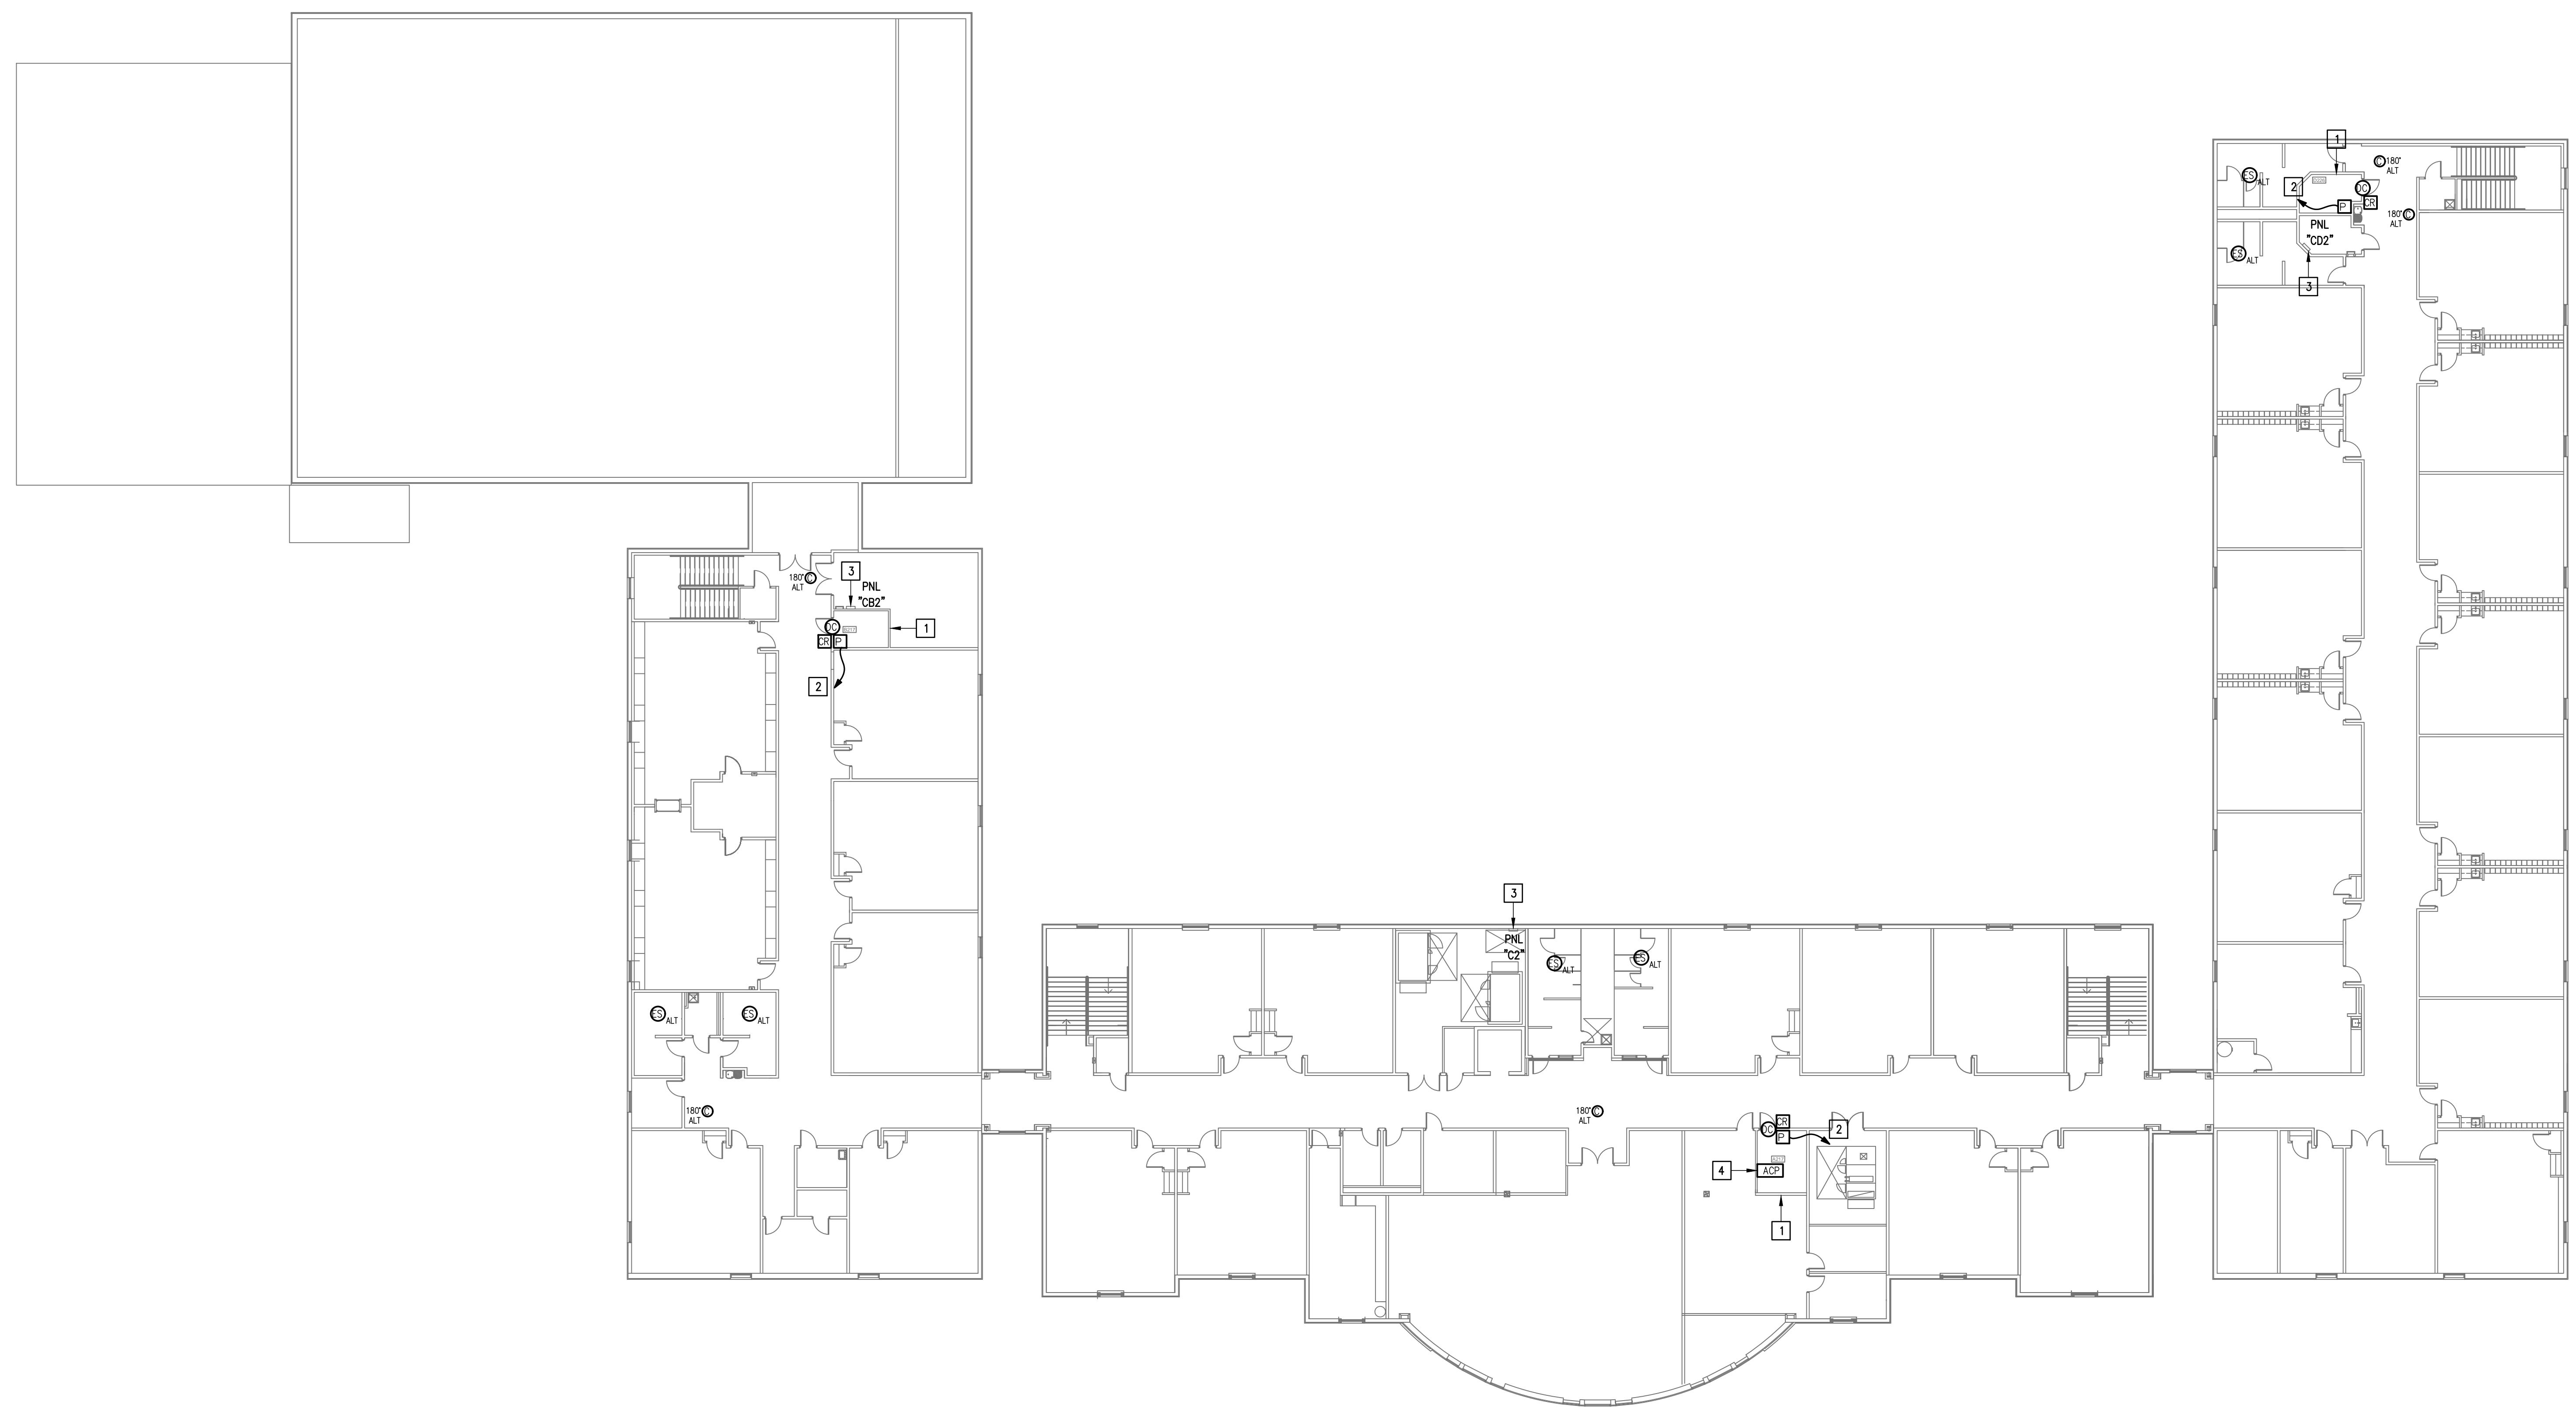 1
C 180°
ALT
ES
ALT
2
DC
P
CR
180° C
ALT
PNL
"CD2"
ES
ALT
3
180° C
ALT
3
PNL
"CB2"
DC
1
CR
P
2
3
PNL
"C2"
ES
ALT
ES
ALT
ES
ALT
ES
ALT
180° C
ALT
180° C
ALT
CR
DC
P
2
4
ACP
1